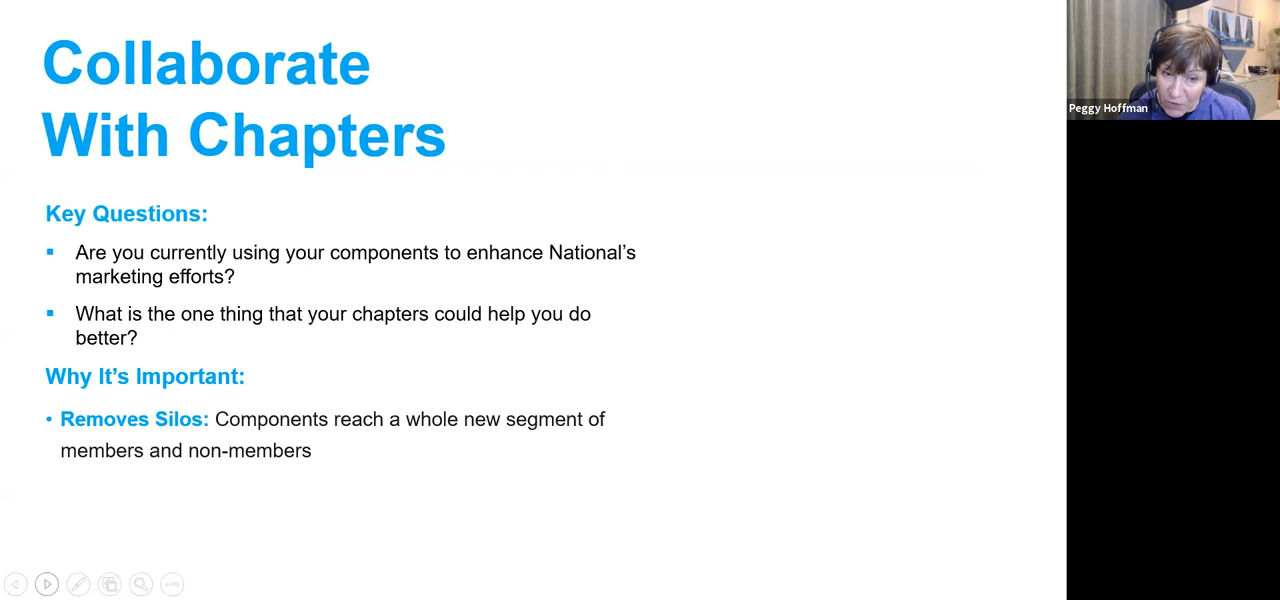 Collaborate
With Chapters
Key Questions:
▪ Are you currently using your components to enhance National’s
marketing efforts?
▪ What is the one thing that your chapters could help you do
better?
Why It’s Important:
• Removes Silos: Components reach a whole new segment of
members and non-members
Peggy Hoffman